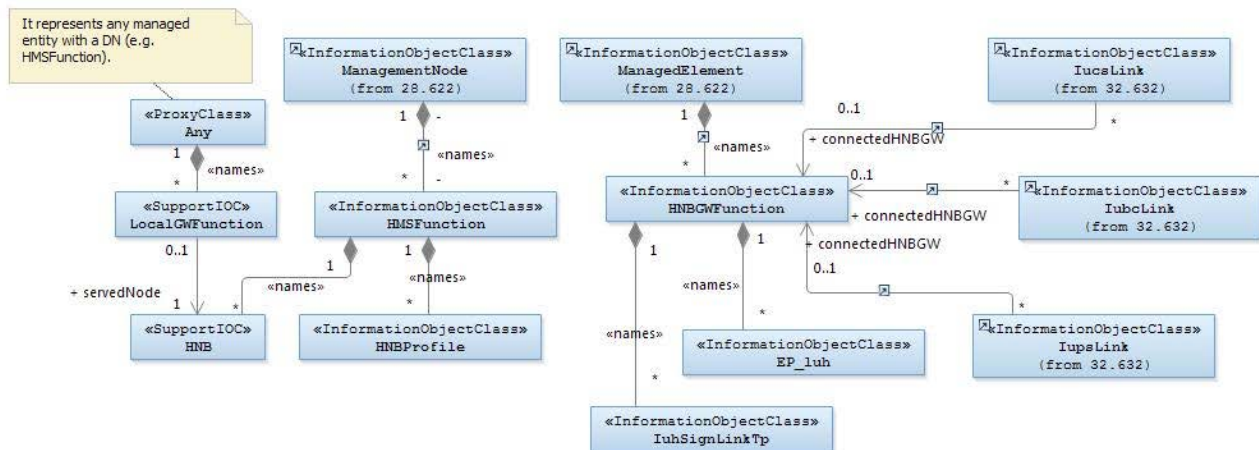 It represents any managed
entity with a DN (e.g.
HMSFunction).
«ProxyClass»
Any
1
«names»
*
«SupportIOC»
LocalGWFunction
0..1
+ servedNode
1
«SupportIOC»
HNB
«InformationObjectClass»
ManagementNode
(from 28.622)
1
-
«names»
*
-
«InformationObjectClass»
HMSFunction
1
«names»
*
1
«names»
*
«InformationObjectClass»
HNBProfile
«InformationObjectClass»
ManagedElement
(from 28.622)
1
«names»
*
«InformationObjectClass»
HNBGWFunction
1
«names»
*
1
«names»
*
«InformationObjectClass»
EP_luh
«InformationObjectClass»
IuhSignLinkTp
«InformationObjectClass»
IucsLink
(from 32.632)
0..1
*
+ connectedHNBGW
0..1
*
+ connectedHNBGW
«InformationObjectClass»
IubcLink
(from 32.632)
+ connectedHNBGW
0..1
*
«InformationObjectClass»
IupsLink
(from 32.632)